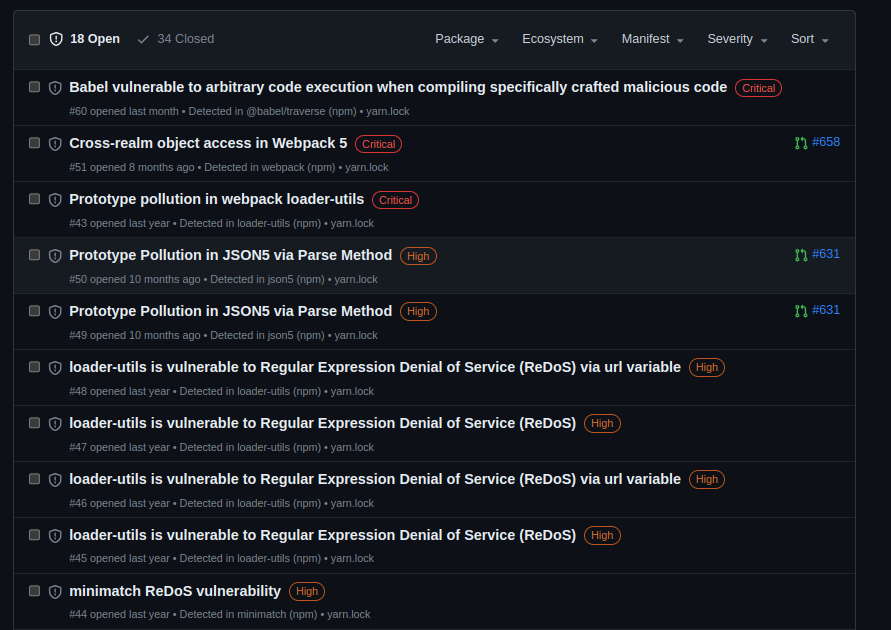 18 Open 34 Closed Package Ecosystem Manifest Severity Sort
Babel vulnerable to arbitrary code execution when compiling specifically crafted malicious code Critical
#60 opened last month • Detected in @babel/traverse (npm) • yarn.lock
Cross-realm object access in Webpack 5 Critical #658
#51 opened 8 months ago • Detected in webpack (npm) • yarn.lock
Prototype pollution in webpack loader-utils Critical
#43 opened last year • Detected in loader-utils (npm) • yarn.lock
Prototype Pollution in JSON5 via Parse Method High #631
#50 opened 10 months ago • Detected in json5 (npm) • yarn.lock
Prototype Pollution in JSON5 via Parse Method High #631
#49 opened 10 months ago • Detected in json5 (npm) • yarn.lock
loader-utils is vulnerable to Regular Expression Denial of Service (ReDoS) via url variable High
#48 opened last year • Detected in loader-utils (npm) • yarn.lock
loader-utils is vulnerable to Regular Expression Denial of Service (ReDoS) High
#47 opened last year • Detected in loader-utils (npm) • yarn.lock
loader-utils is vulnerable to Regular Expression Denial of Service (ReDoS) via url variable High
#46 opened last year • Detected in loader-utils (npm) • yarn.lock
loader-utils is vulnerable to Regular Expression Denial of Service (ReDoS) High
#45 opened last year • Detected in loader-utils (npm) • yarn.lock
minimatch ReDoS vulnerability High
#44 opened last year • Detected in minimatch (npm) • yarn.lock